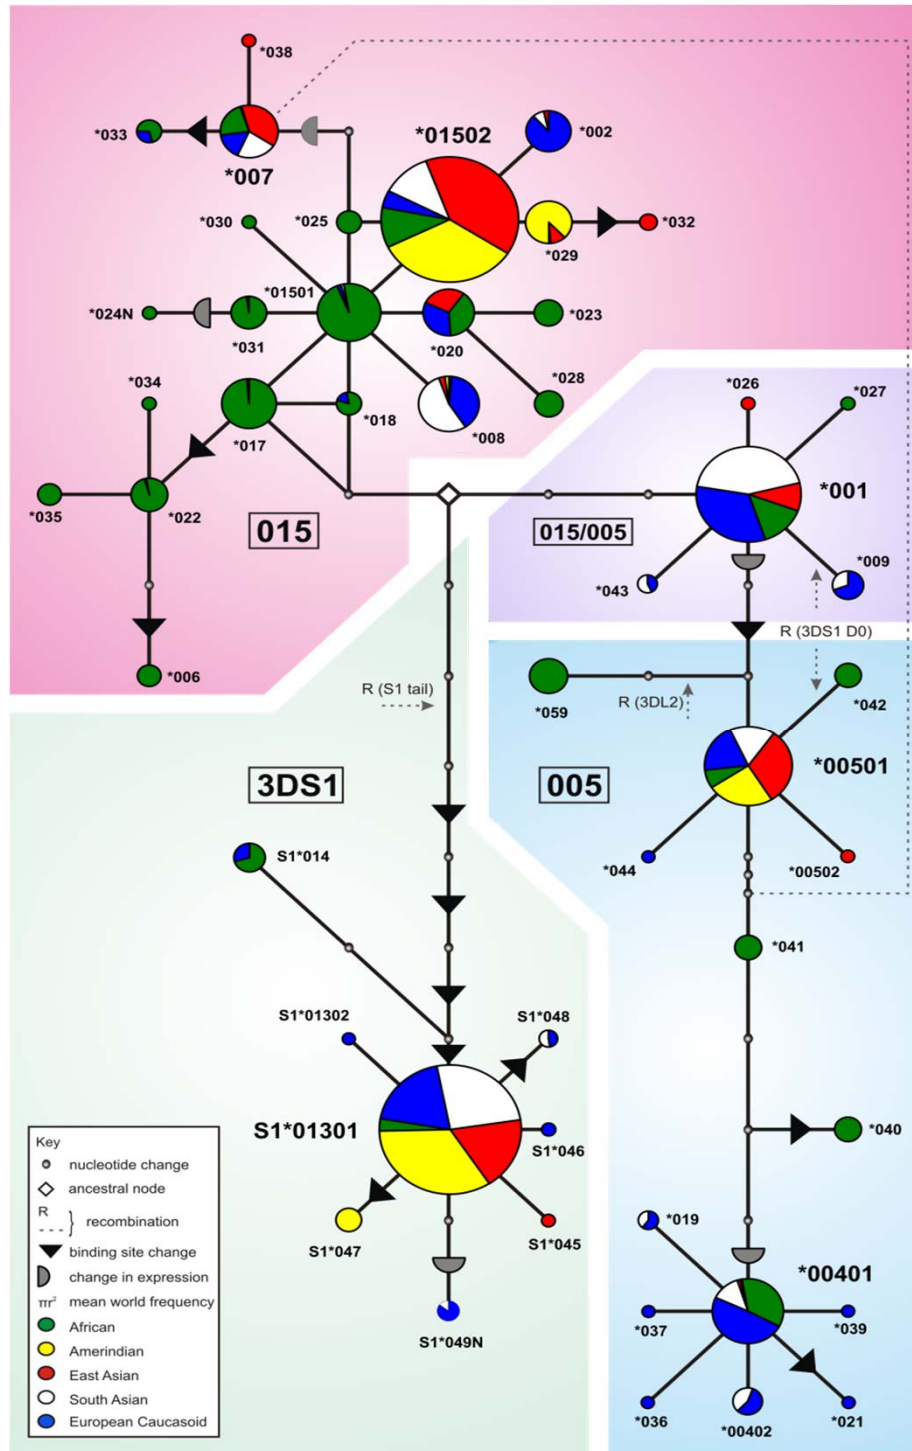 *038
*033
*007
*01502
*002
*030
*025
*029
*032
*01501
*024N
*031
*020
*023
*034
*017
*018
*008
*028
*026
*027
*035
*022
015
015/005
*001
*043
*009
*006
R (S1 tail)
R (3DS1 D0)
*059
R (3DL2)
*042
3DS1
005
*00501
S1*014
*044
*00502
*041
S1*01302
S1*048
S1*01301
S1*046
*040
S1*047
S1*045
*019
*00401
S1*049N
*037
*039
*036
*00402
*021
Key
nucleotide change
ancestral node
R
} recombination
binding site change
change in expression
πr² mean world frequency
African
Amerindian
East Asian
South Asian
European Caucasoid